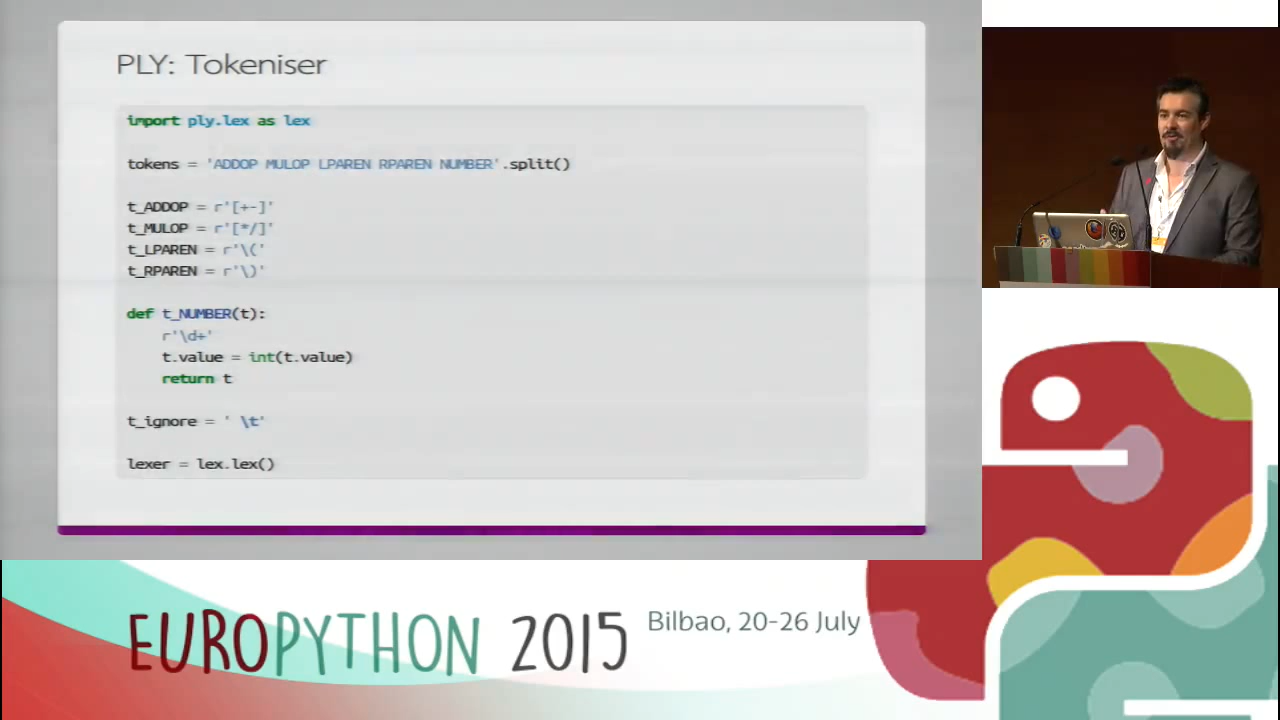 PLY: Tokeniser
import ply.lex as lex
tokens = 'ADDOP MULOP LPAREN RPAREN NUMBER'.split()
t_ADDOP = r'[+-]'
t_MULOP = r'[*/]'
t_LPAREN = r'\('
t_RPAREN = r'\)'
def t_NUMBER(t):
    r'\d+'
    t.value = int(t.value)
    return t
t_ignore = ' \t'
lexer = lex.lex()
EUROPYTHON 2015
Bilbao, 20-26 July